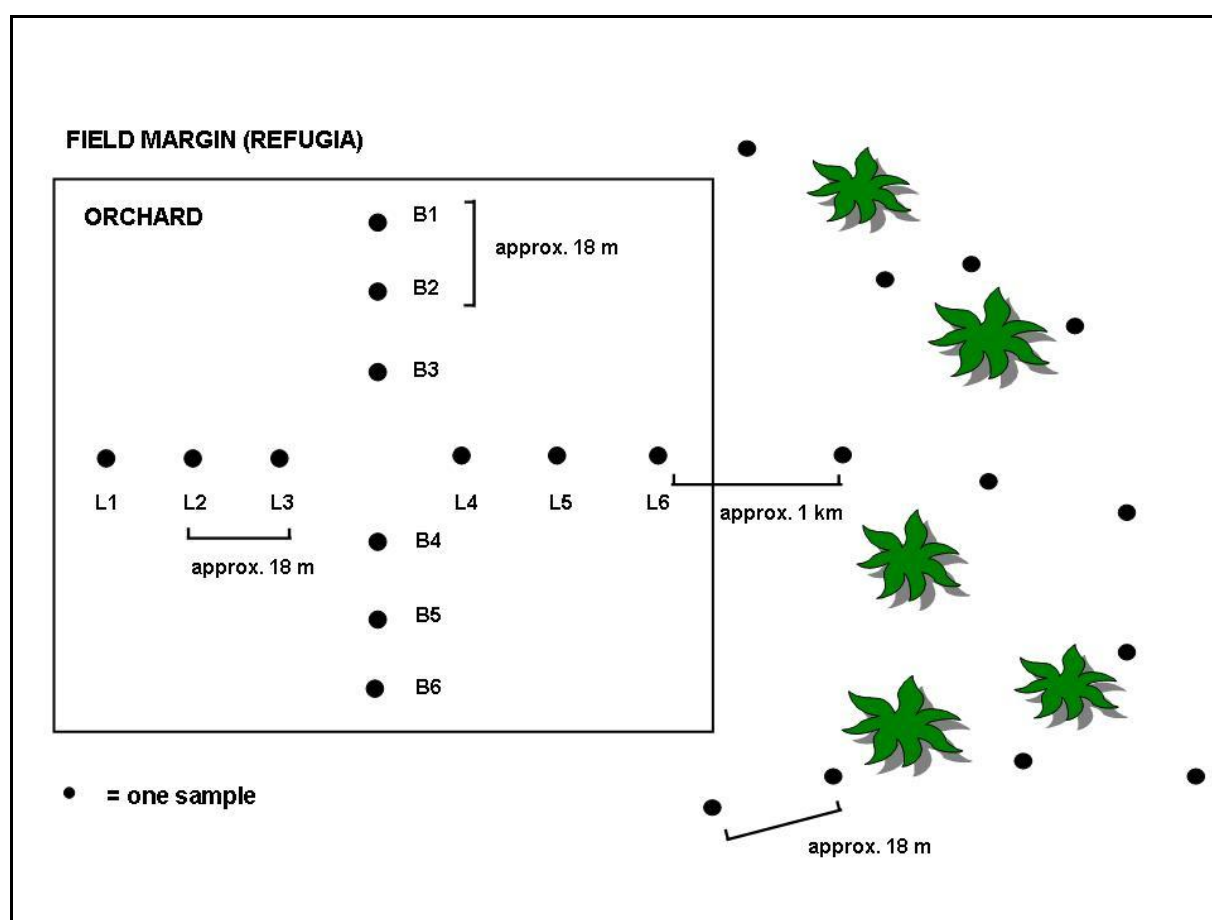 FIELD MARGIN (REFUGIA)
ORCHARD
B1
approx. 18 m
B2
B3
L1 L2 L3 L4 L5 L6
approx. 1 km
approx. 18 m
B4
B5
B6
= one sample
approx. 18 m